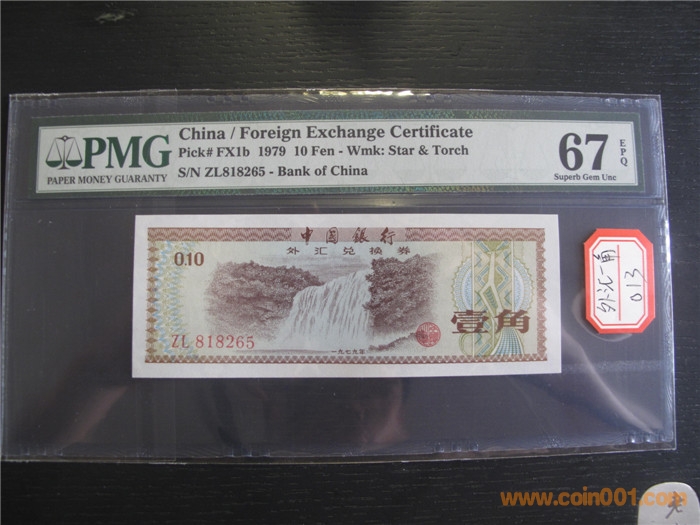 PMG
PAPER MONEY GUARANTY
China / Foreign Exchange Certificate
Pick# FX1b 1979 10 Fen - Wmk: Star & Torch
S/N ZL818265 - Bank of China
67 EPQ
Superb Gem Unc
中国银行
外汇兑换券
0.10
壹角
ZL 818265
一九七九年
外汇一角
013
www.coin001.com